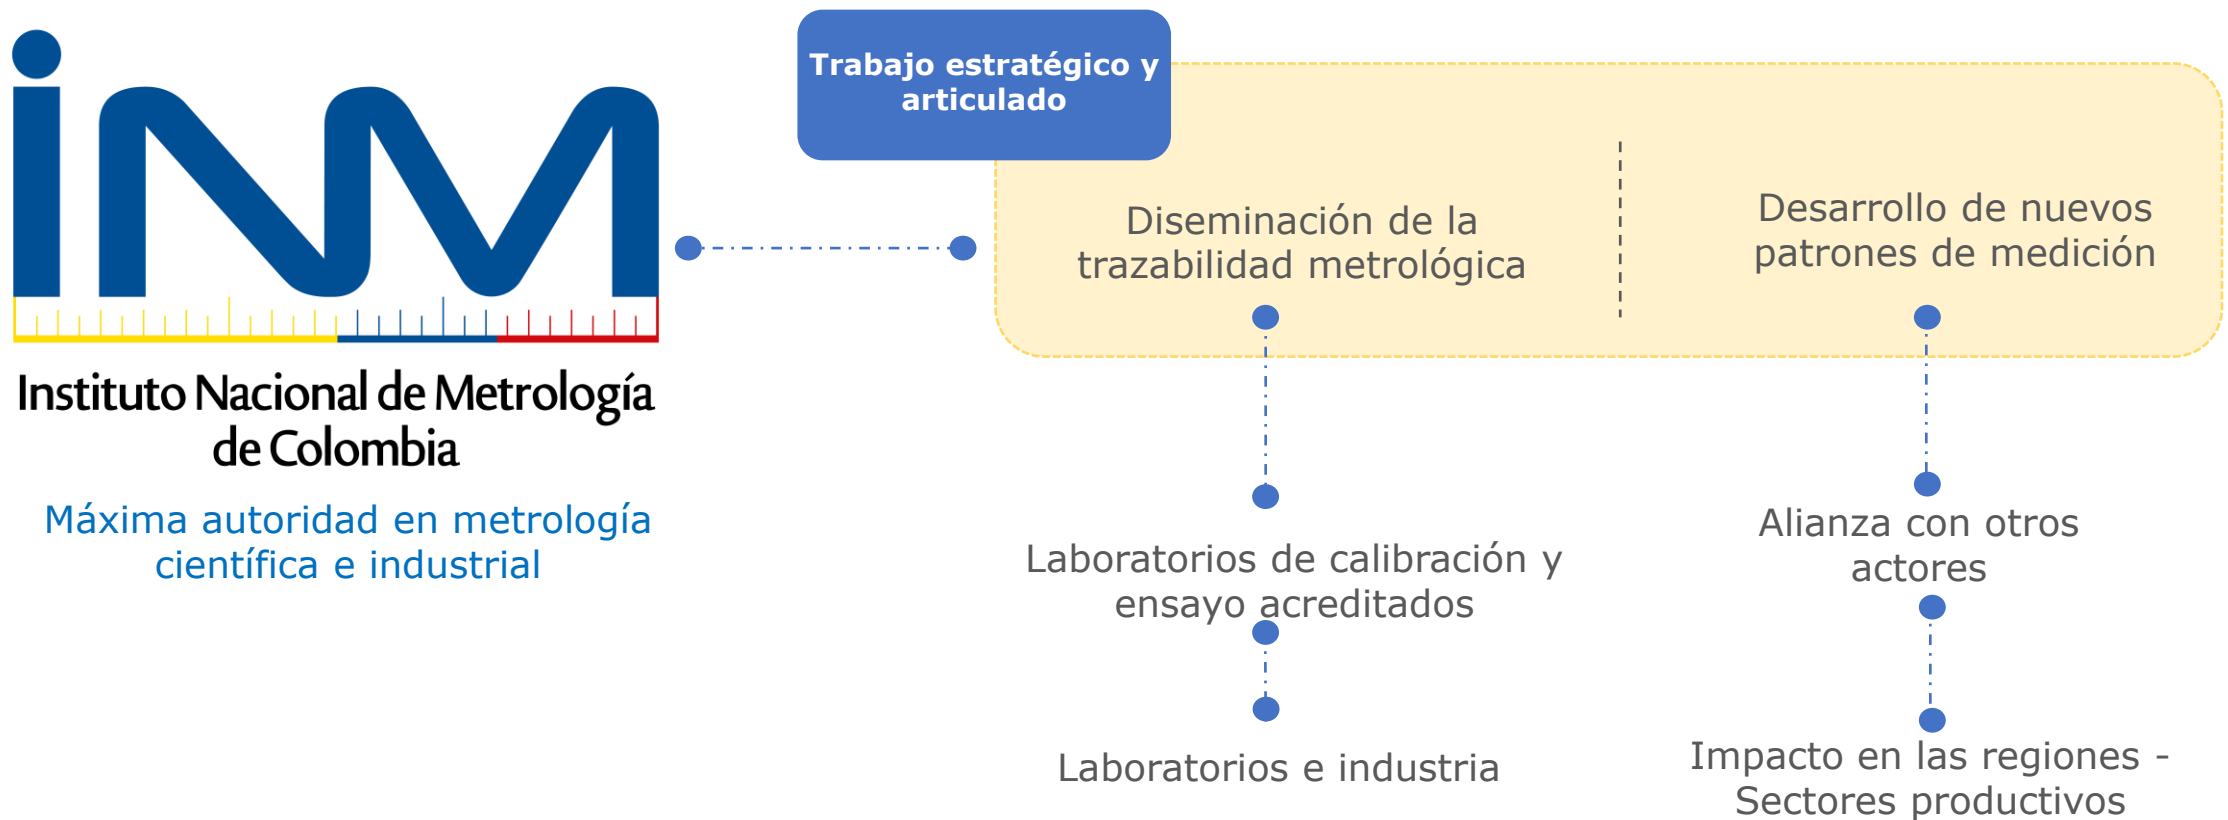 iNM
Instituto Nacional de Metrología
de Colombia
Máxima autoridad en metrología
científica e industrial
Trabajo estratégico y
articulado
Diseminación de la
trazabilidad metrológica
Laboratorios de calibración y
ensayo acreditados
Laboratorios e industria
Desarrollo de nuevos
patrones de medición
Alianza con otros
actores
Impacto en las regiones -
Sectores productivos